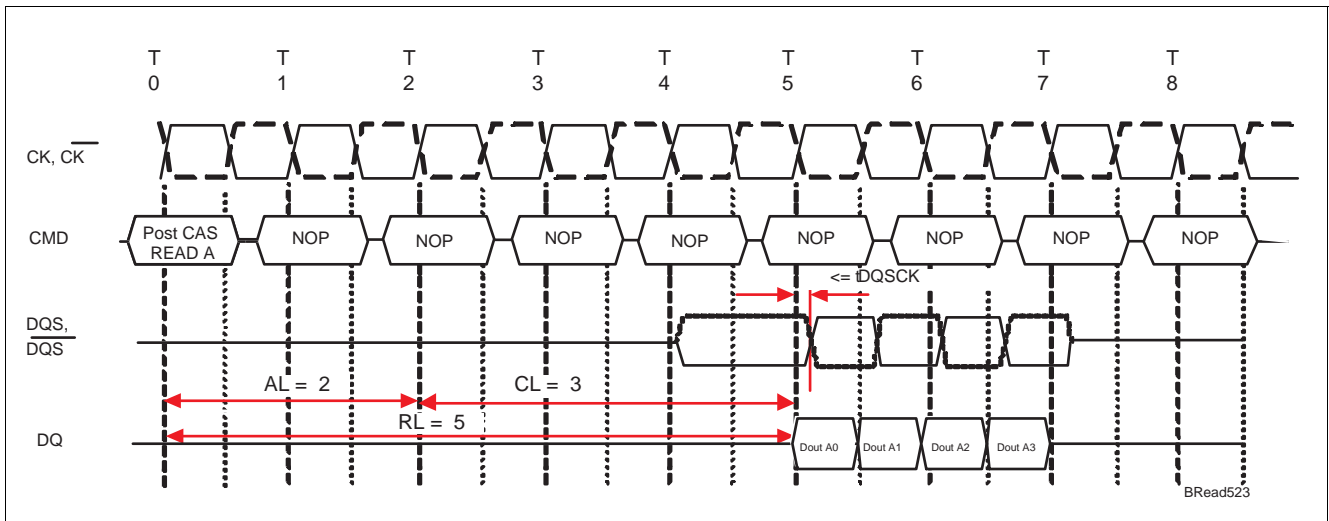 T T T T T T T T T
0 1 2 3 4 5 6 7 8
CK, CK
CMD
Post CAS
READ A
NOP NOP NOP NOP NOP NOP NOP NOP
<= tDQSCK
DQS,
DQS
AL = 2
CL = 3
RL = 5
DQ
Dout A0 Dout A1 Dout A2 Dout A3
BRead523